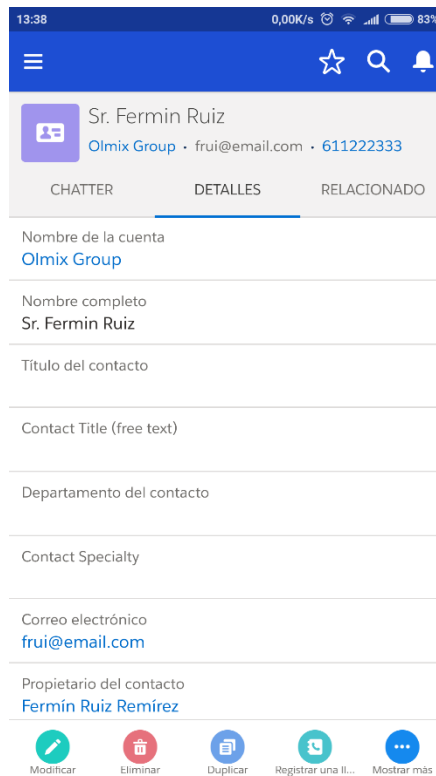 13:38 0,00K/s 83%
Sr. Fermin Ruiz
Olmix Group • frui@email.com • 611222333
CHATTER DETALLES RELACIONADO
Nombre de la cuenta
Olmix Group
Nombre completo
Sr. Fermin Ruiz
Título del contacto
Contact Title (free text)
Departamento del contacto
Contact Specialty
Correo electrónico
frui@email.com
Propietario del contacto
Fermín Ruiz Remírez
Modificar Eliminar Duplicar Registrar una ll... Mostrar más